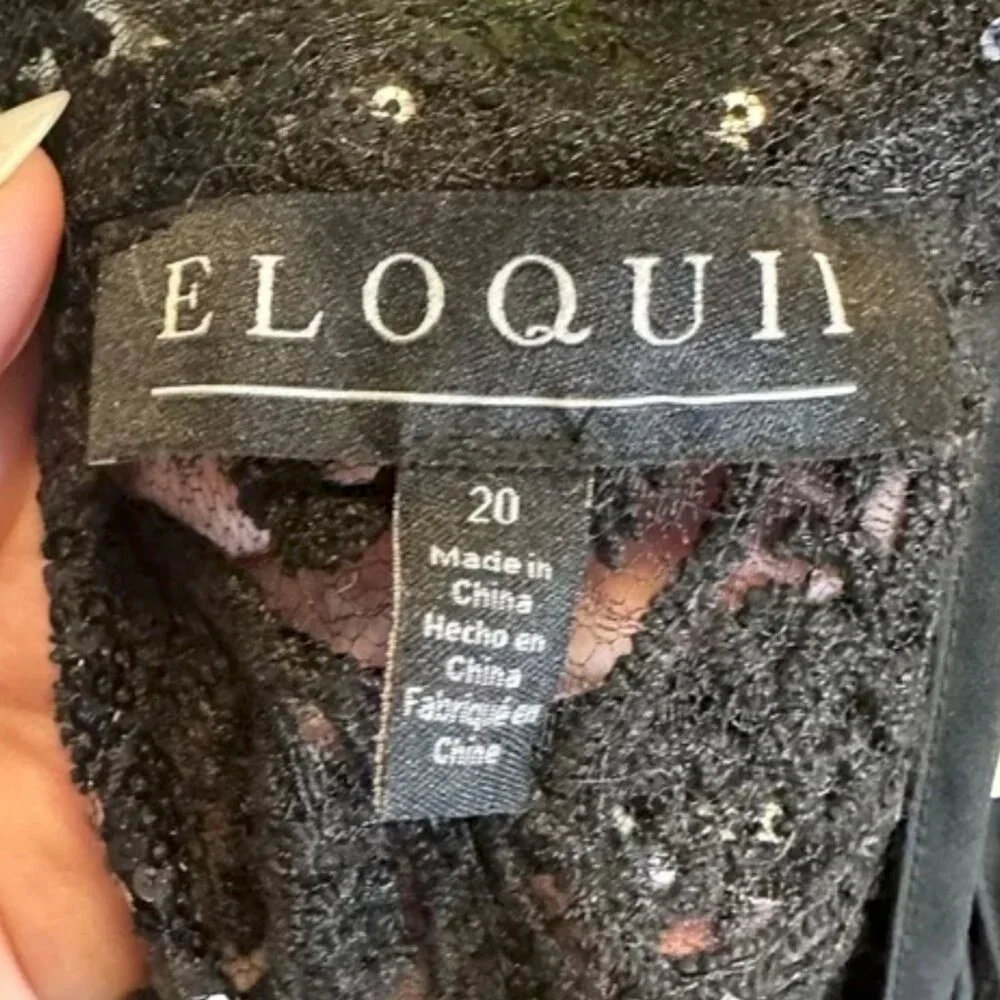 ELOQUII
20
Made in
China
Hecho en
China
Fabriqué en
Chine